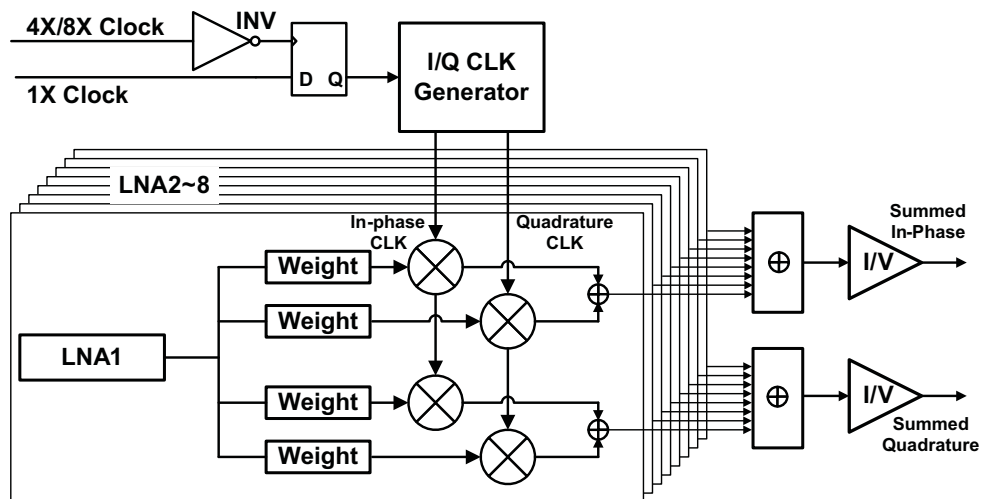 4X/8X Clock
INV
D Q
1X Clock
I/Q CLK
Generator
LNA2~8
In-phase
CLK
Quadrature
CLK
Weight
Weight
LNA1
Weight
Weight
I/V
Summed
In-Phase
I/V
Summed
Quadrature